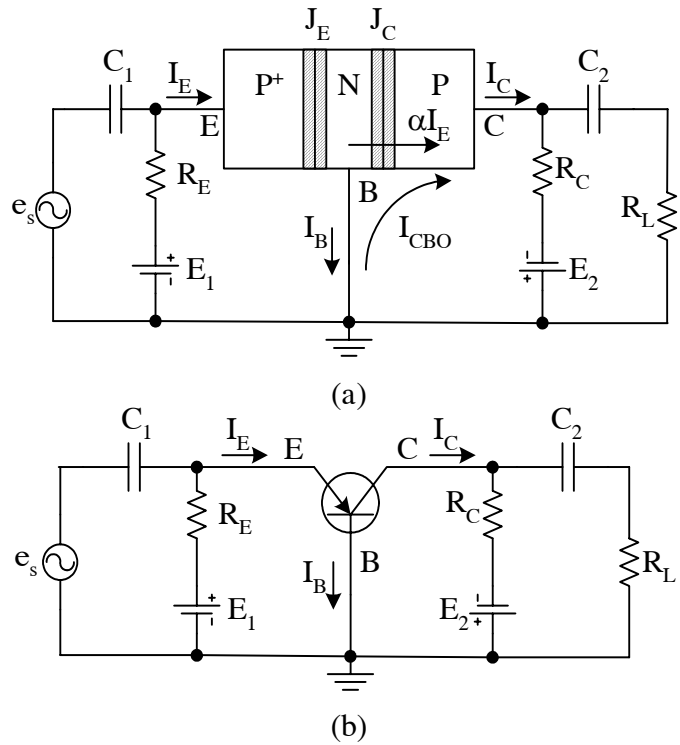 J_E J_C
C_1 I_E P⁺ N P I_C C_2
E αI_E C
R_E B R_C
e_s I_B I_CBO R_L
+ E_1 - - E_2 +
(a)
C_1 I_E E C I_C C_2
R_E R_C
e_s I_B B R_L
+ E_1 - - E_2 +
(b)